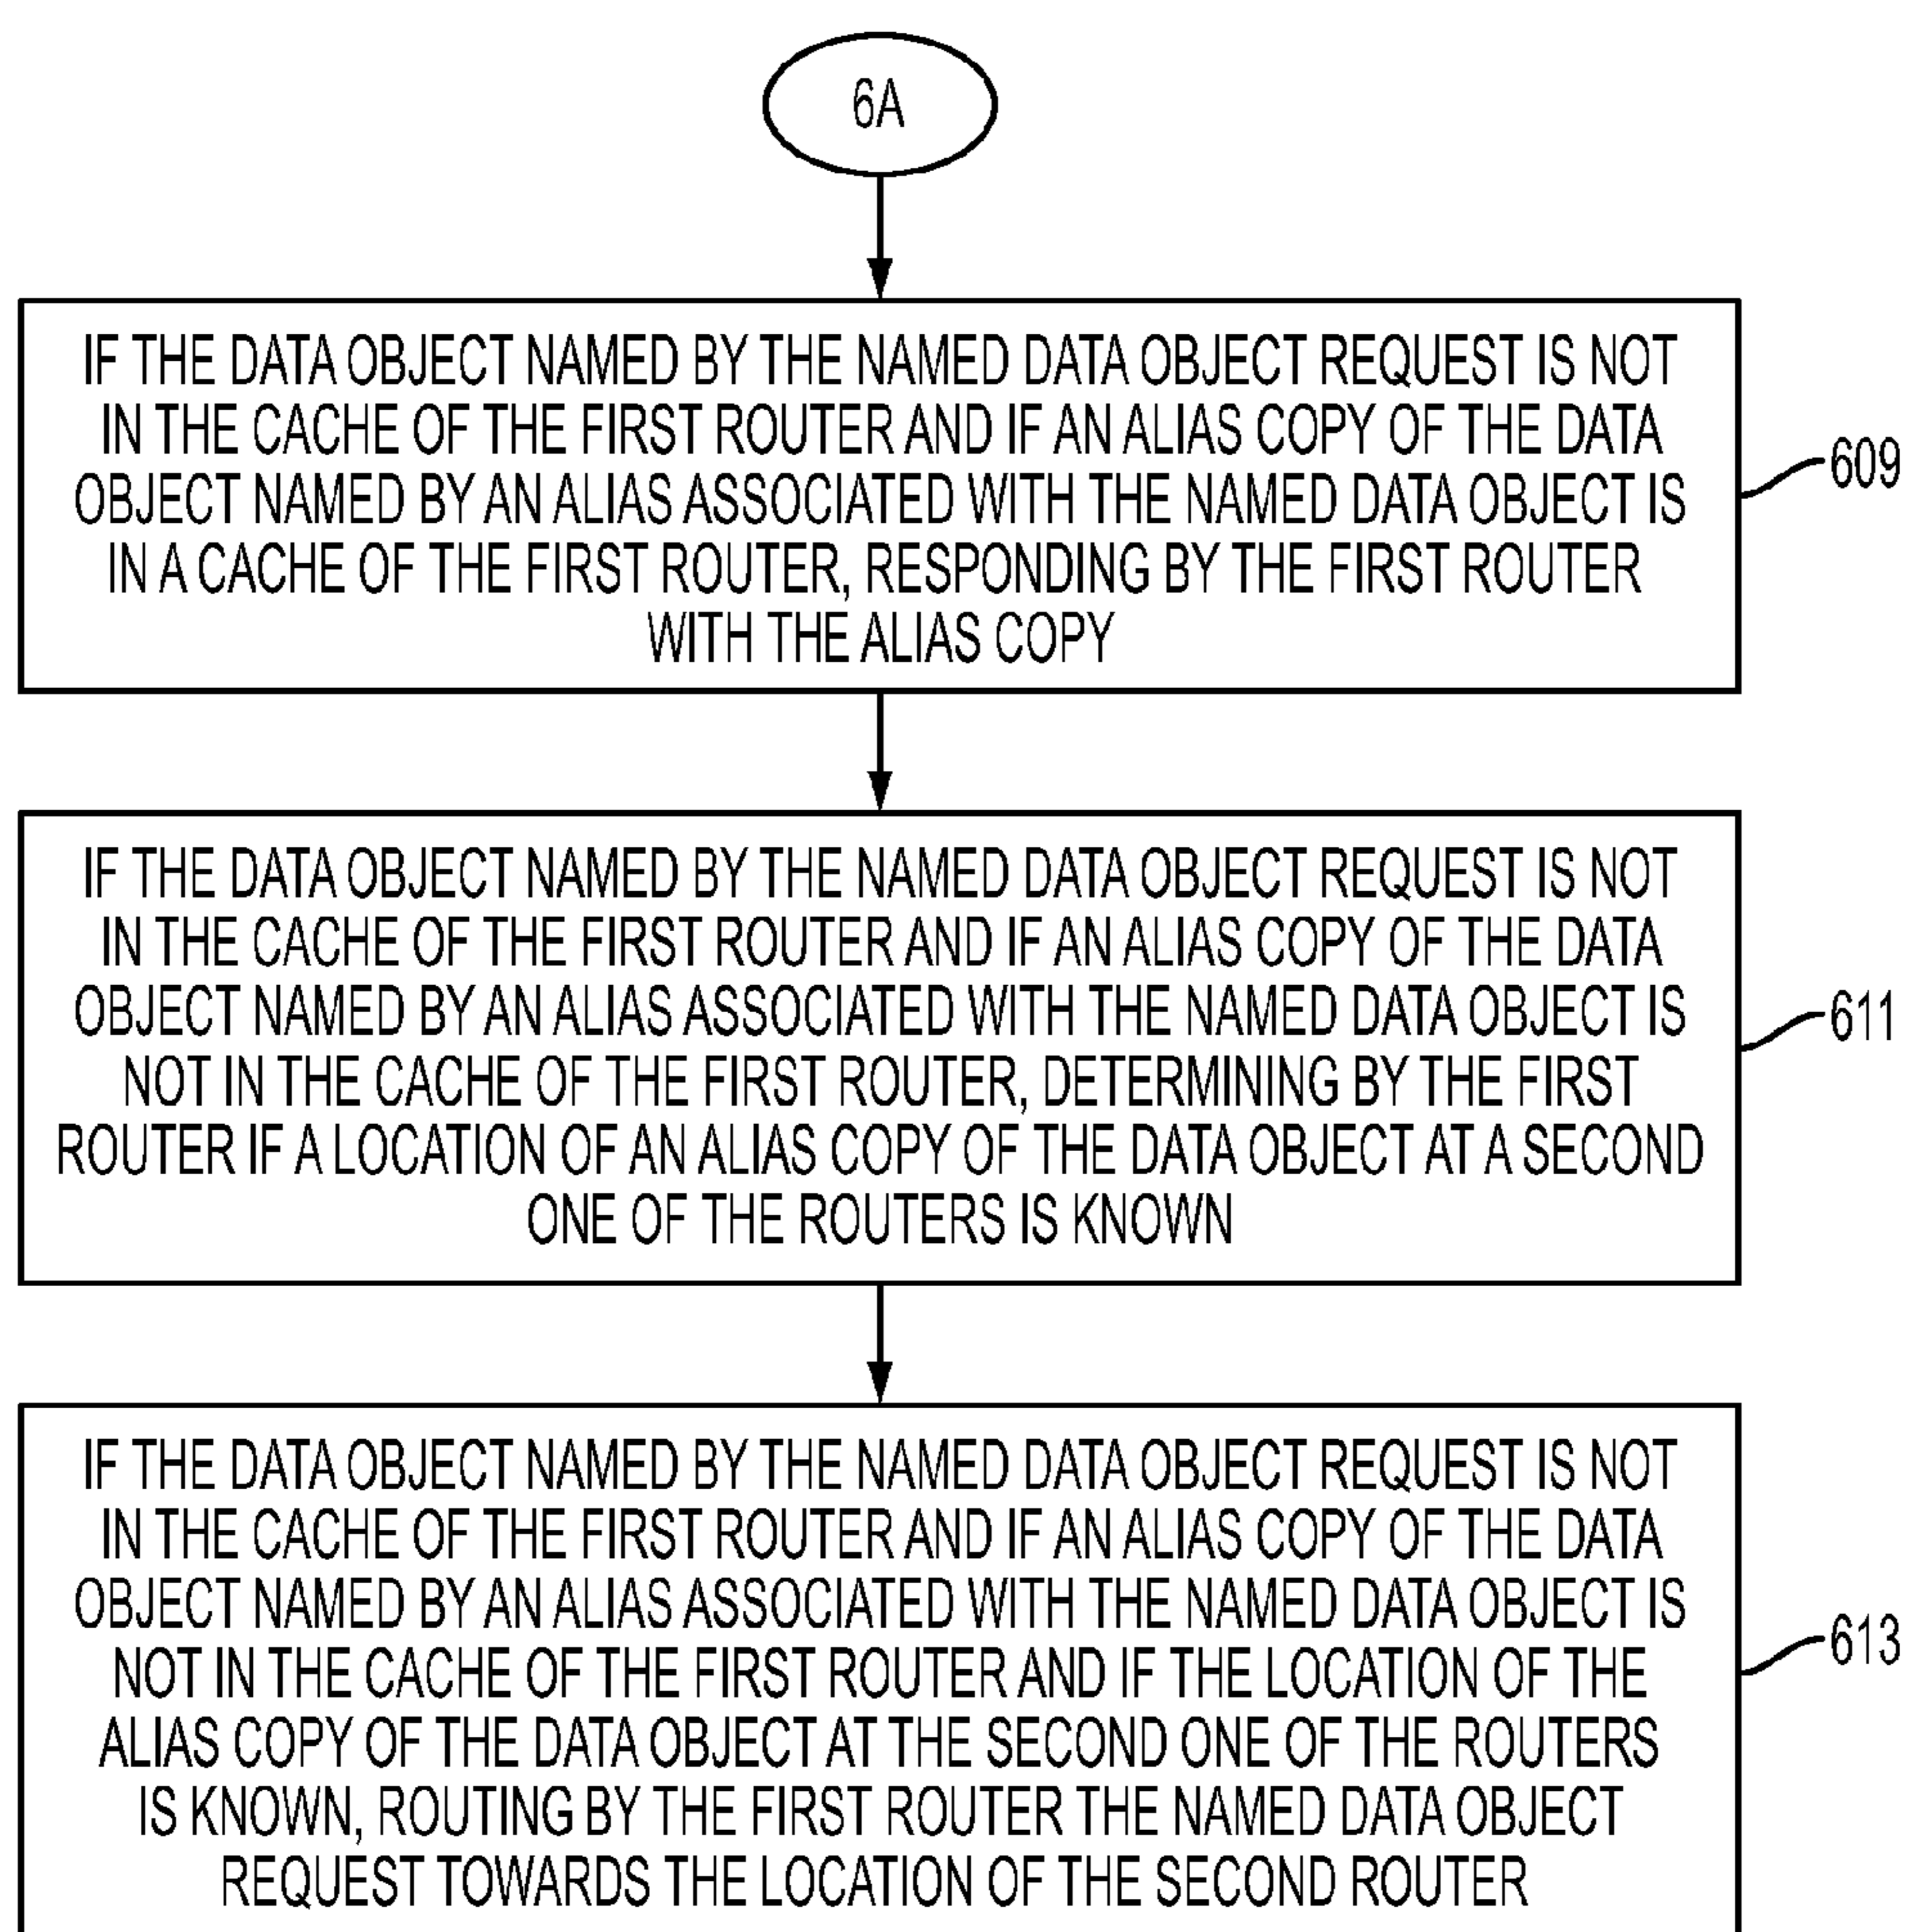 6A
IF THE DATA OBJECT NAMED BY THE NAMED DATA OBJECT REQUEST IS NOT
IN THE CACHE OF THE FIRST ROUTER AND IF AN ALIAS COPY OF THE DATA
OBJECT NAMED BY AN ALIAS ASSOCIATED WITH THE NAMED DATA OBJECT IS
IN A CACHE OF THE FIRST ROUTER, RESPONDING BY THE FIRST ROUTER
WITH THE ALIAS COPY
609
IF THE DATA OBJECT NAMED BY THE NAMED DATA OBJECT REQUEST IS NOT
IN THE CACHE OF THE FIRST ROUTER AND IF AN ALIAS COPY OF THE DATA
OBJECT NAMED BY AN ALIAS ASSOCIATED WITH THE NAMED DATA OBJECT IS
NOT IN THE CACHE OF THE FIRST ROUTER, DETERMINING BY THE FIRST
ROUTER IF A LOCATION OF AN ALIAS COPY OF THE DATA OBJECT AT A SECOND
ONE OF THE ROUTERS IS KNOWN
611
IF THE DATA OBJECT NAMED BY THE NAMED DATA OBJECT REQUEST IS NOT
IN THE CACHE OF THE FIRST ROUTER AND IF AN ALIAS COPY OF THE DATA
OBJECT NAMED BY AN ALIAS ASSOCIATED WITH THE NAMED DATA OBJECT IS
NOT IN THE CACHE OF THE FIRST ROUTER AND IF THE LOCATION OF THE
ALIAS COPY OF THE DATA OBJECT AT THE SECOND ONE OF THE ROUTERS
IS KNOWN, ROUTING BY THE FIRST ROUTER THE NAMED DATA OBJECT
REQUEST TOWARDS THE LOCATION OF THE SECOND ROUTER
613